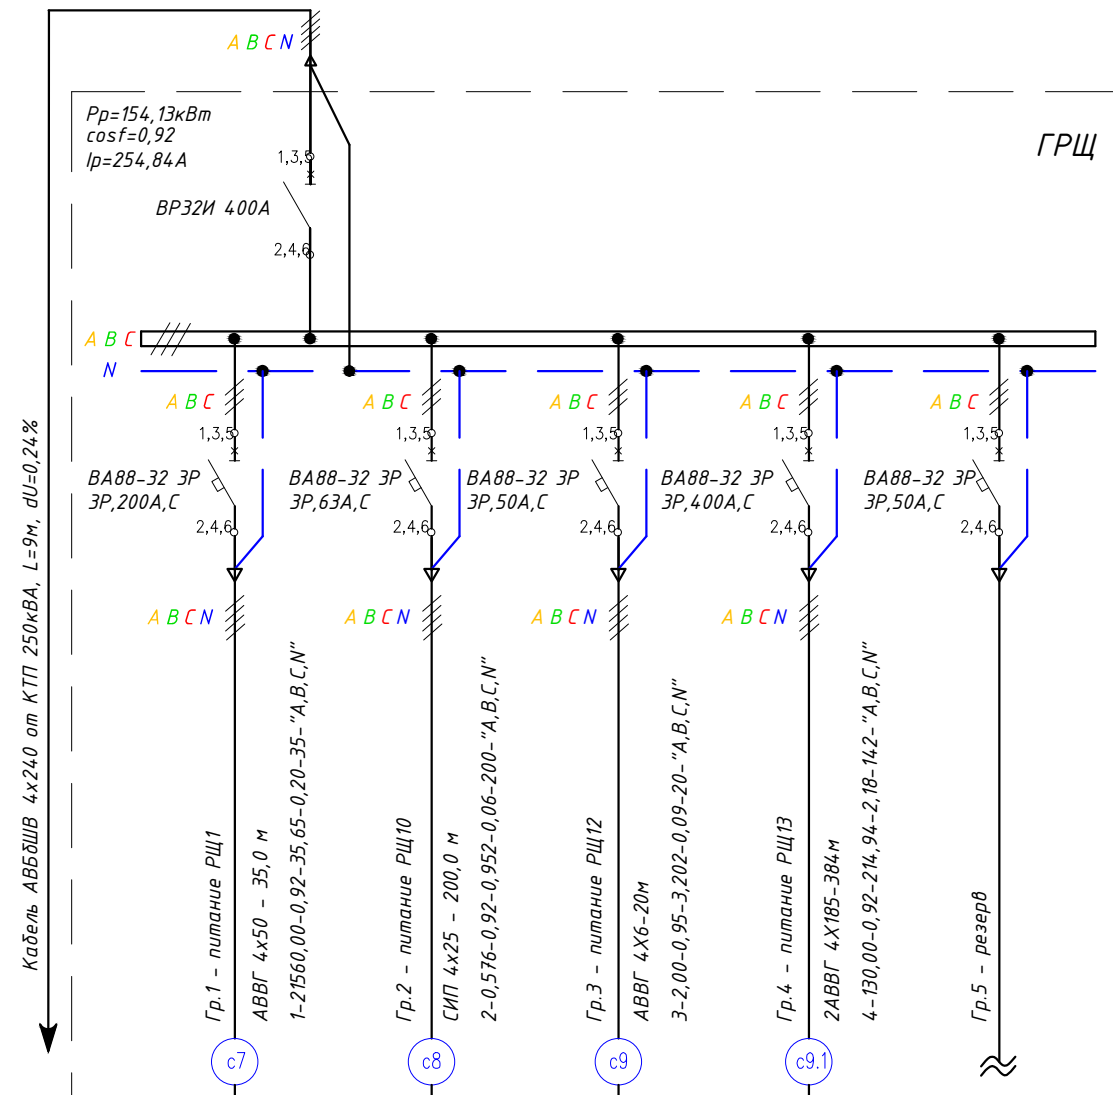 A B C N
Pр=154,13кВт
cosf=0,92
Iр=254,84А
ГРЩ
1,3,5
ВР32И 400А
2,4,6
A B C
N
A B C
A B C
A B C
A B C
A B C
1,3,5
1,3,5
1,3,5
1,3,5
1,3,5
ВА88-32 3Р
3Р,200А,С
ВА88-32 3Р
3Р,63А,С
ВА88-32 3Р
3Р,50А,С
ВА88-32 3Р
3Р,400А,С
ВА88-32 3Р
3Р,50А,С
2,4,6
2,4,6
2,4,6
2,4,6
2,4,6
A B C N
A B C N
A B C N
A B C N
Кабель АВБбШВ 4х240 от КТП 250кВА, L=9м, dU=0,24%
Гр.1 - питание РЩ1
АВВГ 4х50 - 35,0 м
1-21560,00-0,92-35,65-0,20-35-"A,B,C,N"
Гр.2 - питание РЩ10
СИП 4х25 - 200,0 м
2-0,576-0,92-0,952-0,06-200-"A,B,C,N"
Гр.3 - питание РЩ12
АВВГ 4Х6-20м
3-2,00-0,95-3,202-0,09-20-"A,B,C,N"
Гр.4 - питание РЩ13
2АВВГ 4Х185-384м
4-130,00-0,92-214,94-2,18-142-"A,B,C,N"
Гр.5 - резерв
с7
с8
с9
с9.1